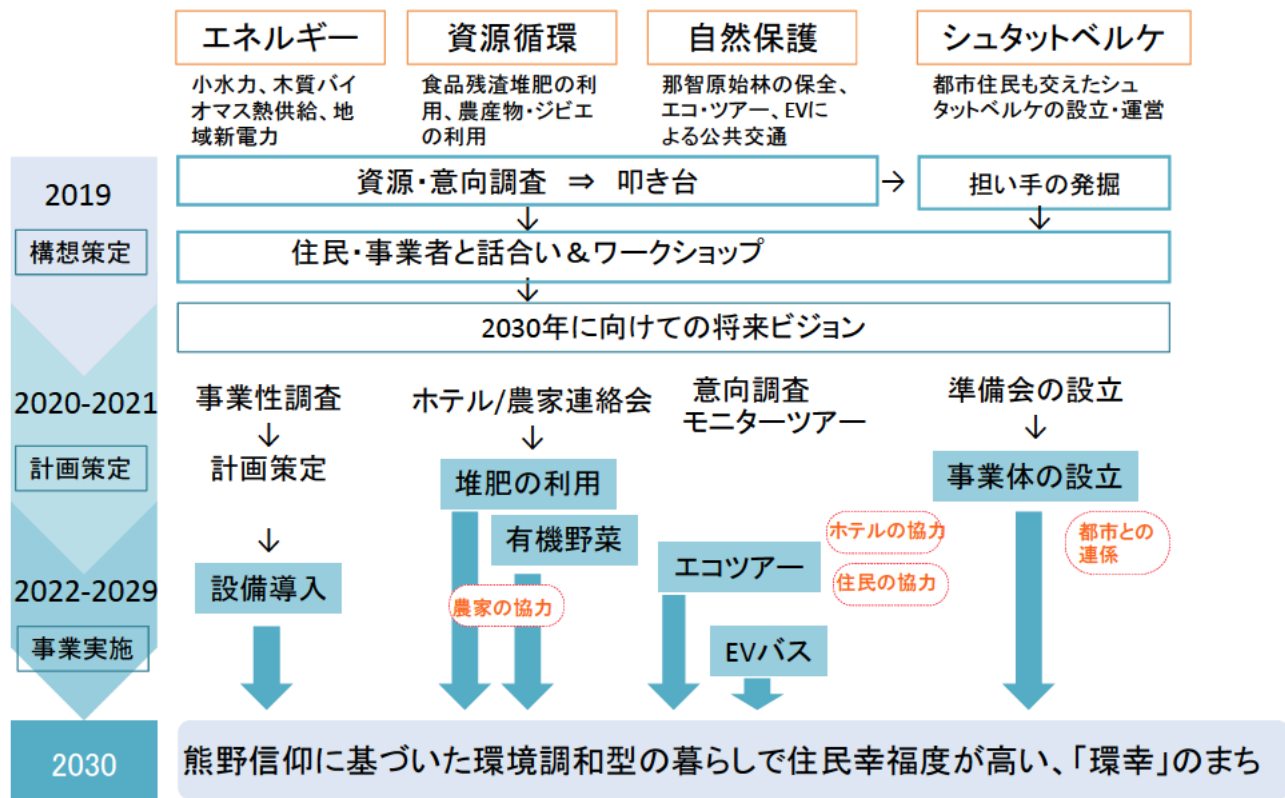 エネルギー
資源循環
自然保護
シュタットベルケ
小水力、木質バイ
オマス熱供給、地
域新電力
食品残渣堆肥の利
用、農産物・ジビエ
の利用
那智原始林の保全、
エコ・ツアー、EVに
よる公共交通
都市住民も交えたシュ
タットベルケの設立・運営
2019
構想策定
資源・意向調査 ⇒ 叩き台
→
担い手の発掘
↓
↓
住民・事業者と話合い＆ワークショップ
↓
2030年に向けての将来ビジョン
2020-2021
計画策定
事業性調査
↓
計画策定
ホテル/農家連絡会
↓
堆肥の利用
意向調査
モニターツアー
準備会の設立
↓
事業体の設立
2022-2029
事業実施
↓
設備導入
有機野菜
農家の協力
エコツアー
ホテルの協力
住民の協力
EVバス
都市との
連係
2030
熊野信仰に基づいた環境調和型の暮らしで住民幸福度が高い、「環幸」のまち